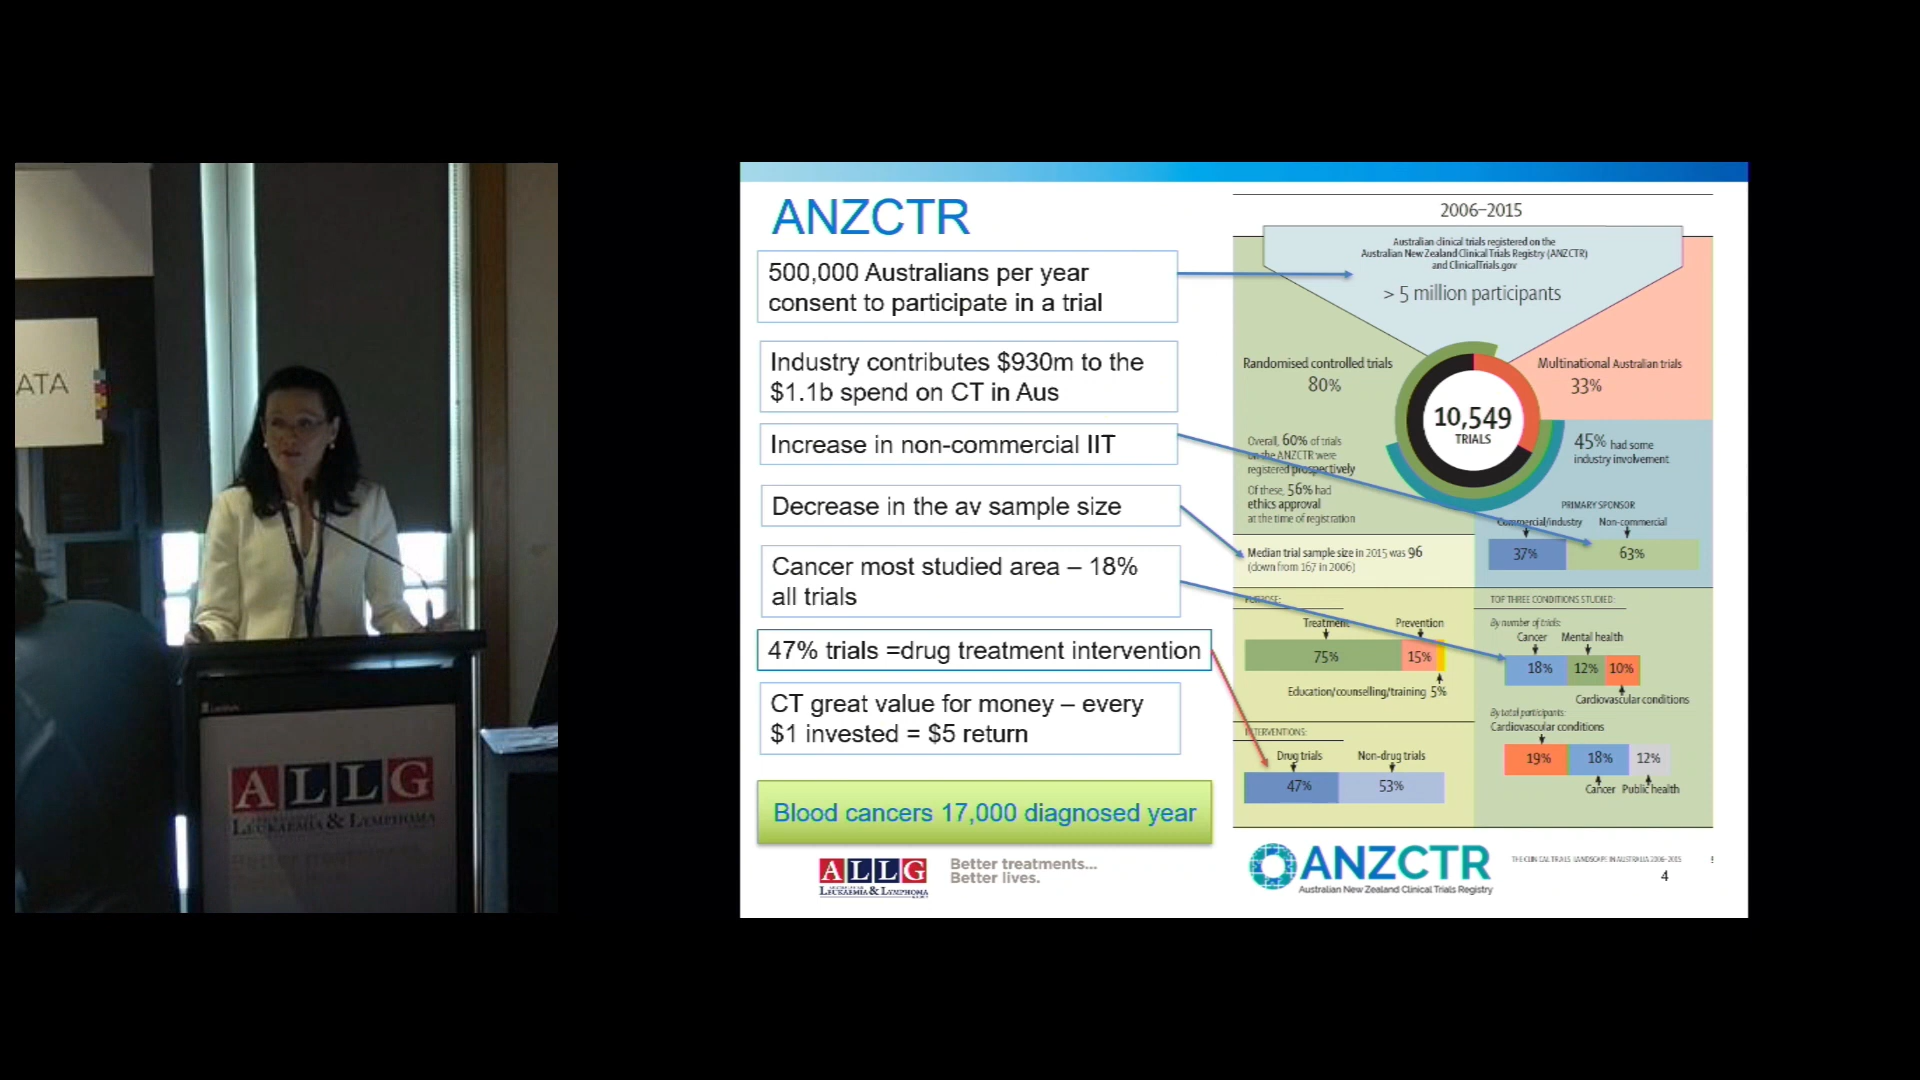 ATA
ALLG
LEUKAEMIA & LYMPHOMA
ANZCTR
500,000 Australians per year
consent to participate in a trial
Industry contributes $930m to the
$1.1b spend on CT in Aus
Increase in non-commercial IIT
Decrease in the av sample size
Cancer most studied area – 18%
all trials
47% trials =drug treatment intervention
CT great value for money – every
$1 invested = $5 return
Blood cancers 17,000 diagnosed year
ALLG
LEUKAEMIA & LYMPHOMA
Better treatments...
Better lives.
2006–2015
Australian clinical trials registered on the
Australian New Zealand Clinical Trials Registry (ANZCTR)
and ClinicalTrials.gov
> 5 million participants
Randomised controlled trials
80%
Multinational Australian trials
33%
10,549
TRIALS
Overall, 60% of trials
on the ANZCTR were
registered prospectively
Of these, 56% had
ethics approval
at the time of registration
45% had some
industry involvement
PRIMARY SPONSOR
Commercial/industry Non-commercial
37% 63%
Median trial sample size in 2015 was 96
(down from 167 in 2006)
PURPOSE:
Treatment Prevention
75% 15%
Education/counselling/training 5%
INTERVENTIONS:
Drug trials Non-drug trials
47% 53%
TOP THREE CONDITIONS STUDIED:
By number of trials:
Cancer Mental health
18% 12% 10%
Cardiovascular conditions
By total participants:
Cardiovascular conditions
19% 18% 12%
Cancer Public health
ANZCTR
Australian New Zealand Clinical Trials Registry
THE CLINICAL TRIALS LANDSCAPE IN AUSTRALIA 2006–2015
4